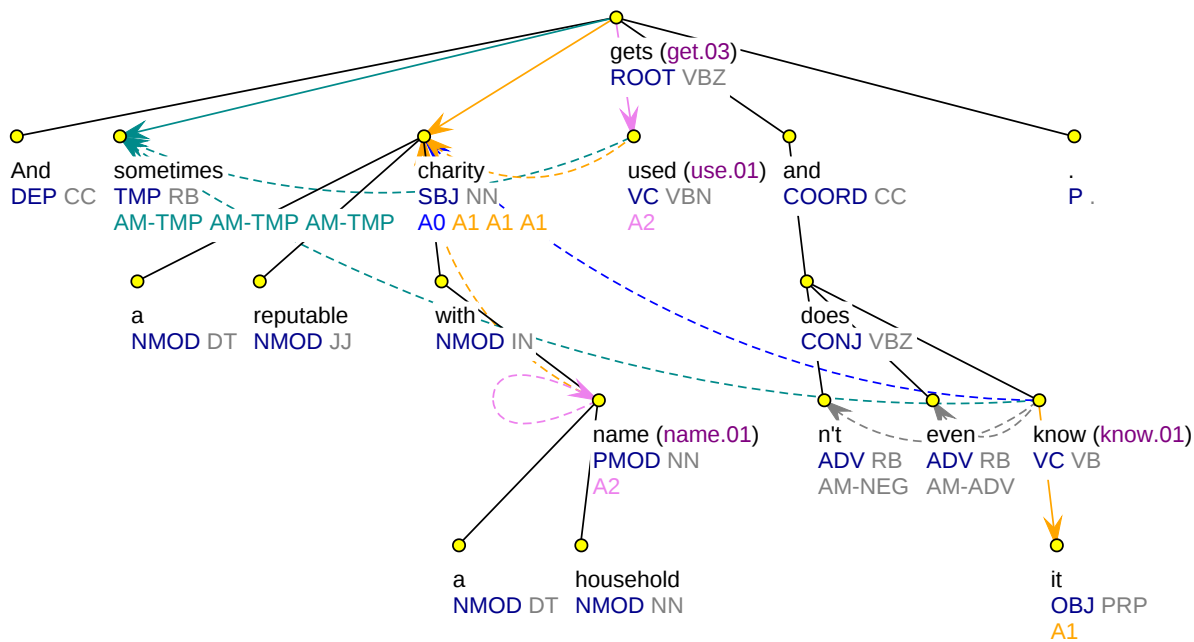 gets (get.03)
ROOT VBZ
And
DEP CC
sometimes
TMP RB
AM-TMP AM-TMP AM-TMP
charity
SBJ NN
A0 A1 A1 A1
used (use.01)
VC VBN
A2
and
COORD CC
.
P .
a
NMOD DT
reputable
NMOD JJ
with
NMOD IN
does
CONJ VBZ
name (name.01)
PMOD NN
A2
n't
ADV RB
AM-NEG
even
ADV RB
AM-ADV
know (know.01)
VC VB
a
NMOD DT
household
NMOD NN
it
OBJ PRP
A1